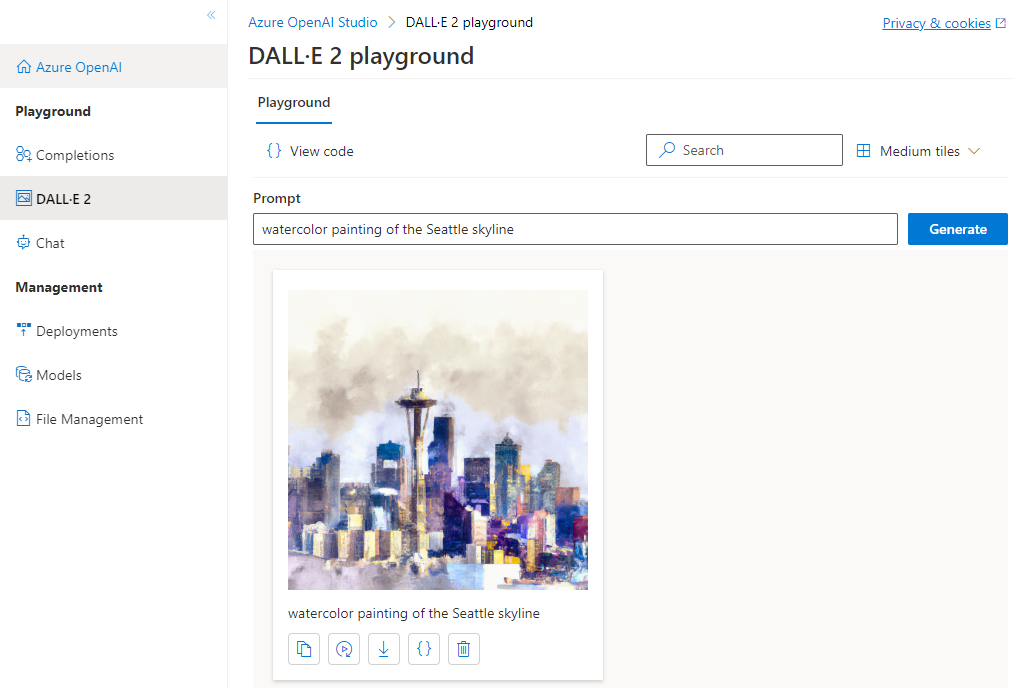 Azure OpenAI
Playground
Completions
DALL·E 2
Chat
Management
Deployments
Models
File Management
Azure OpenAI Studio > DALL·E 2 playground
Privacy & cookies
DALL·E 2 playground
Playground
{} View code
Search
Medium tiles
Prompt
watercolor painting of the Seattle skyline
Generate
watercolor painting of the Seattle skyline
{}